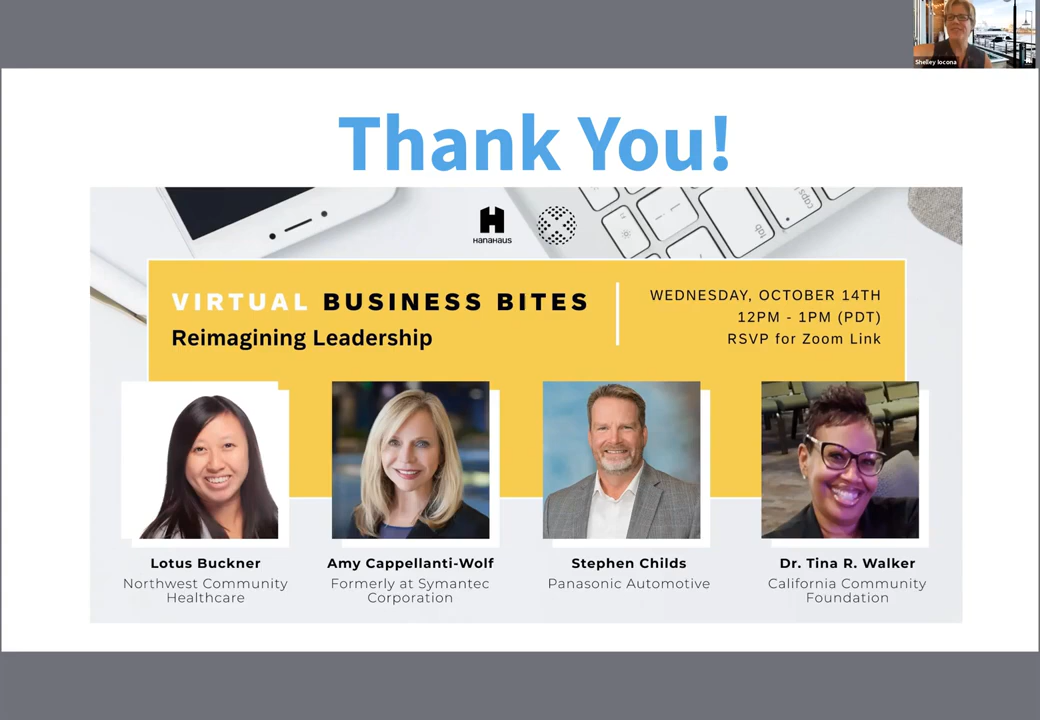 Shelley Iocona
Thank You!
HANAHAUS
caps l
tab
VIRTUAL BUSINESS BITES
Reimagining Leadership
WEDNESDAY, OCTOBER 14TH
12PM - 1PM (PDT)
RSVP for Zoom Link
Lotus Buckner
Northwest Community
Healthcare
Amy Cappellanti-Wolf
Formerly at Symantec
Corporation
Stephen Childs
Panasonic Automotive
Dr. Tina R. Walker
California Community
Foundation